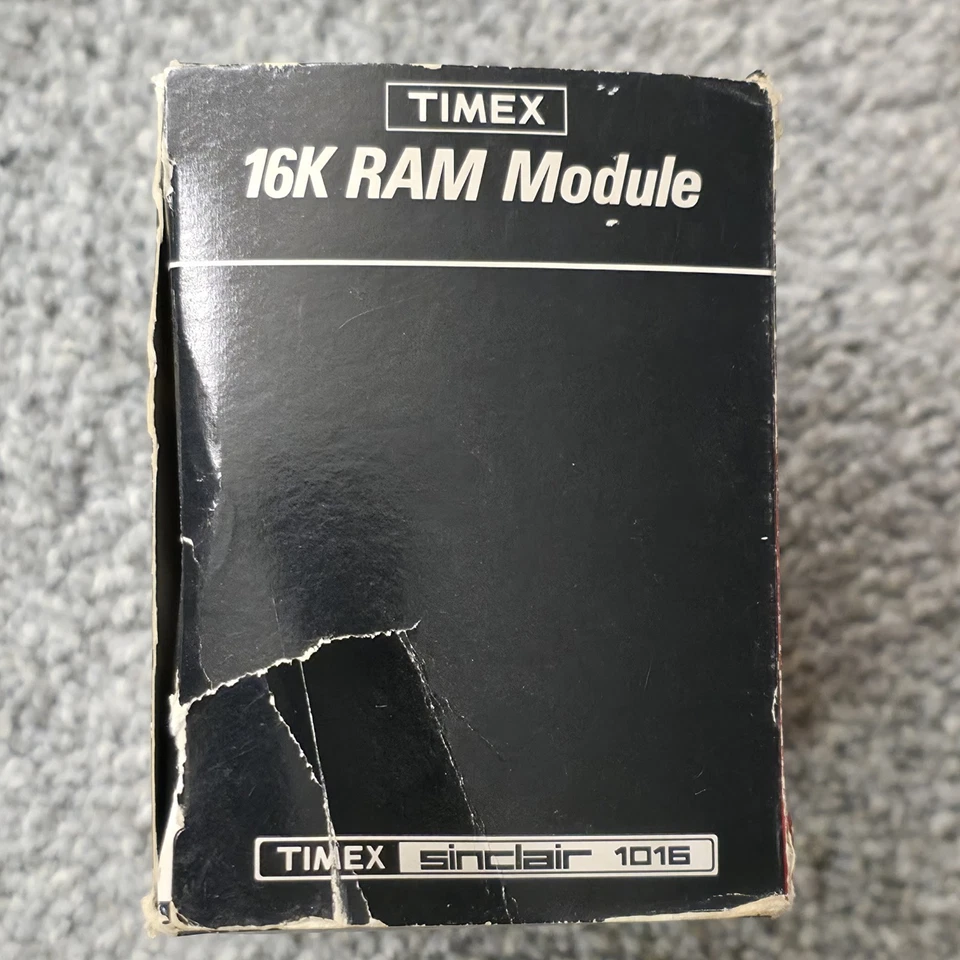 TIMEX
16K RAM Module
TIMEX sinclair 1016